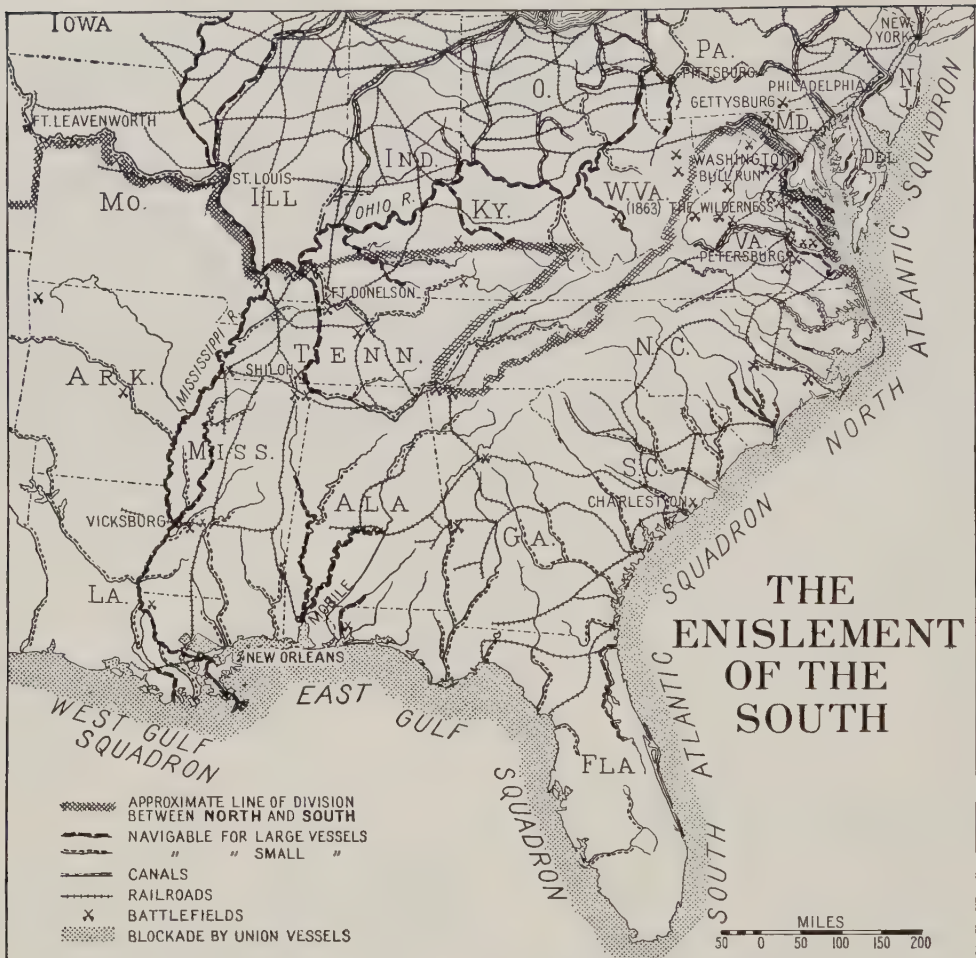 IOWA
PA.
NEW-
YORK
PITTSBURG
PHILADELPHIA
N.
J.
O.
GETTYSBURG
MD.
FT. LEAVENWORTH
IND.
WASHINGTON
DEL.
BULL RUN
MO.
ST. LOUIS
ILL
OHIO R.
KY.
W. VA.
(1863)
THE WILDERNESS
VA.
PETERSBURG
FT. DONELSON
MISSISSIPPI R.
TENN.
N.C.
SHILOH
ARK.
MISS.
ALA
S.C.
CHARLESTON
GA.
VICKSBURG
LA.
MOBILE
NEW ORLEANS
FLA
WEST GULF
SQUADRON
EAST GULF SQUADRON
SOUTH ATLANTIC SQUADRON
NORTH ATLANTIC SQUADRON
THE
ENISLEMENT
OF THE
SOUTH
APPROXIMATE LINE OF DIVISION
BETWEEN NORTH AND SOUTH
NAVIGABLE FOR LARGE VESSELS
" " SMALL "
CANALS
RAILROADS
BATTLEFIELDS
BLOCKADE BY UNION VESSELS
MILES
50 0 50 100 150 200